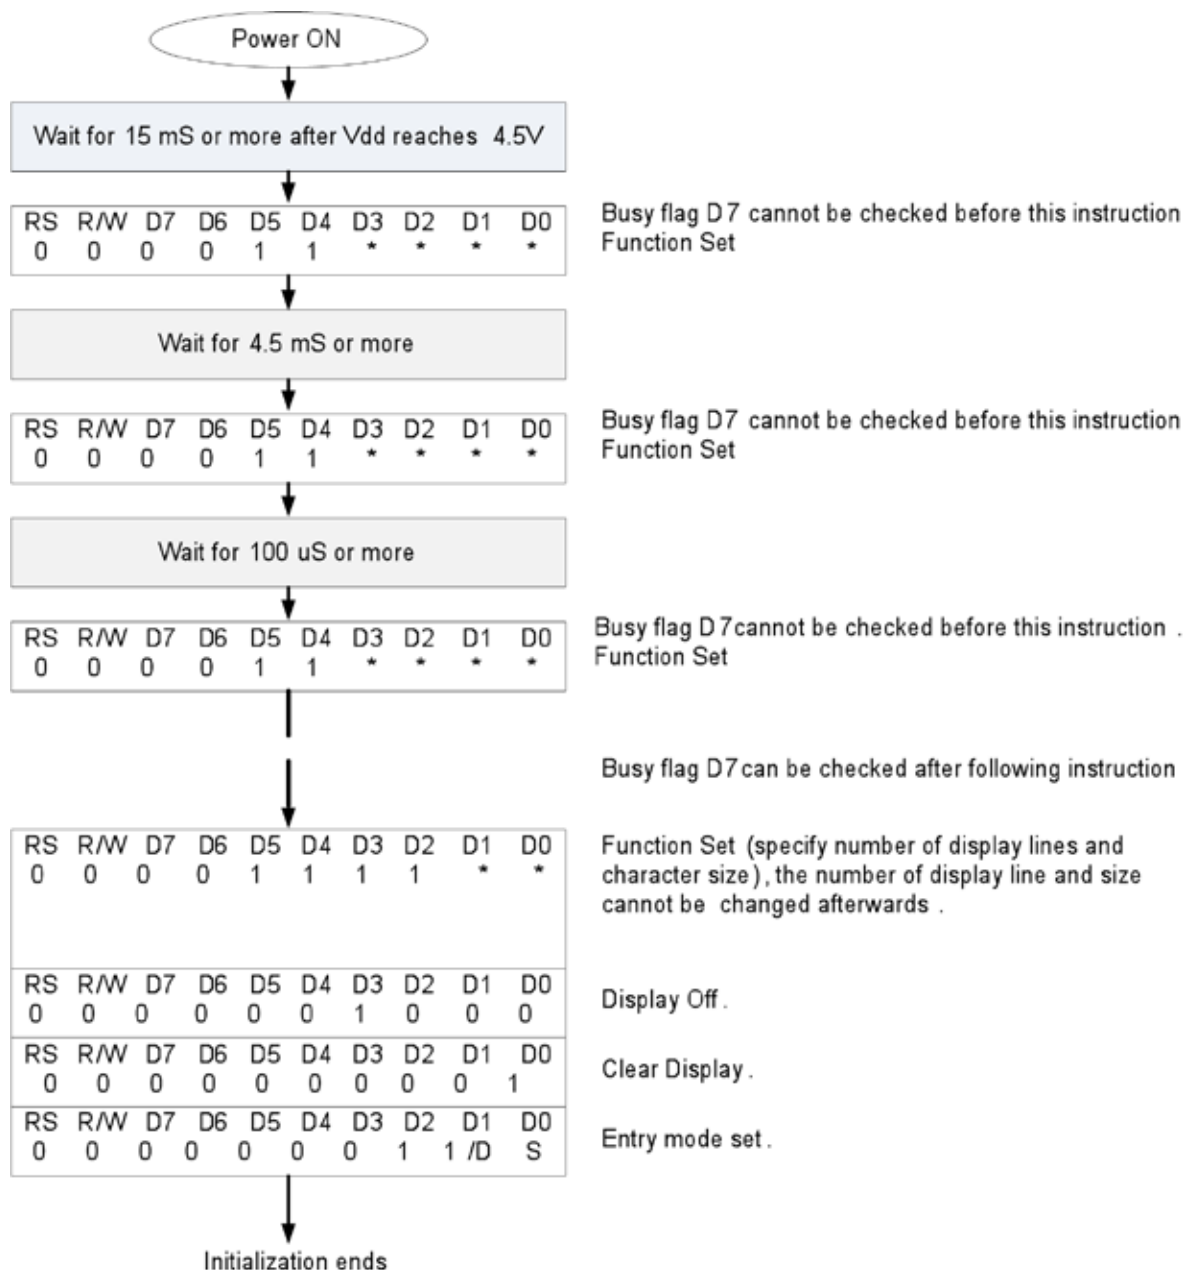 Power ON
Wait for 15 mS or more after Vdd reaches 4.5V
RS R/W D7 D6 D5 D4 D3 D2 D1 D0
0 0 0 0 1 1 * * * *
Busy flag D7 cannot be checked before this instruction
Function Set
Wait for 4.5 mS or more
RS R/W D7 D6 D5 D4 D3 D2 D1 D0
0 0 0 0 1 1 * * * *
Busy flag D7 cannot be checked before this instruction
Function Set
Wait for 100 uS or more
RS R/W D7 D6 D5 D4 D3 D2 D1 D0
0 0 0 0 1 1 * * * *
Busy flag D7cannot be checked before this instruction .
Function Set
Busy flag D7can be checked after following instruction
RS R/W D7 D6 D5 D4 D3 D2 D1 D0
0 0 0 0 1 1 1 1 * *
Function Set (specify number of display lines and
character size), the number of display line and size
cannot be changed afterwards .
RS R/W D7 D6 D5 D4 D3 D2 D1 D0
0 0 0 0 0 0 1 0 0 0
Display Off .
RS R/W D7 D6 D5 D4 D3 D2 D1 D0
0 0 0 0 0 0 0 0 0 1
Clear Display .
RS R/W D7 D6 D5 D4 D3 D2 D1 D0
0 0 0 0 0 0 0 1 1 /D S
Entry mode set .
Initialization ends